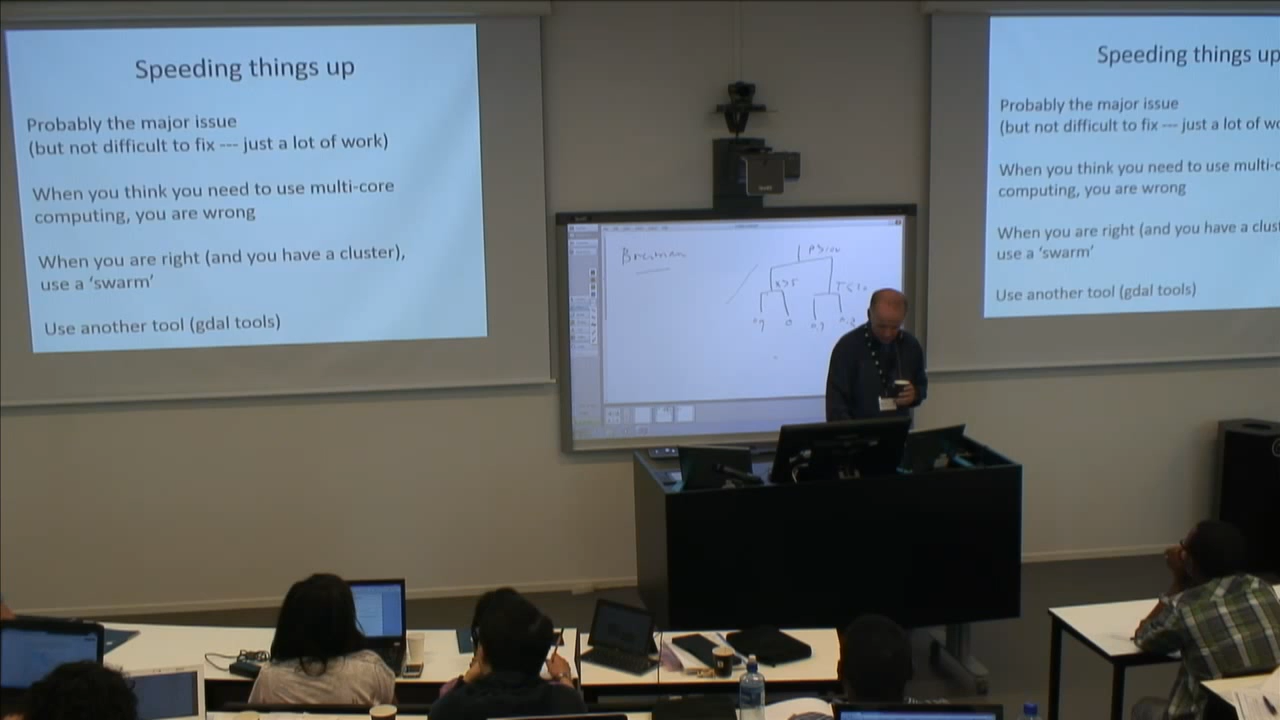 Speeding things up
Probably the major issue
(but not difficult to fix --- just a lot of work)
When you think you need to use multi-core
computing, you are wrong
When you are right (and you have a cluster),
use a ‘swarm’
Use another tool (gdal tools)
Breiman
Speeding things up
Probably the major issue
(but not difficult to fix --- just a lot of wo
When you think you need to use multi-c
computing, you are wrong
When you are right (and you have a clus
use a ‘swarm’
Use another tool (gdal tools)